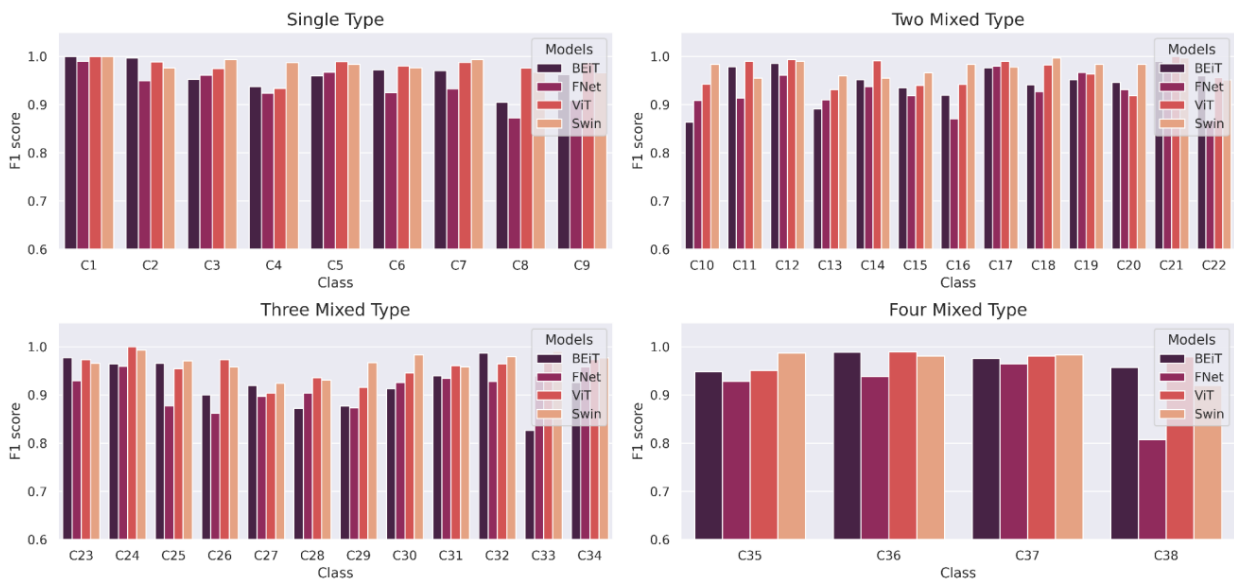 Single Type
F1 score
1.0
0.9
0.8
0.7
0.6
C1 C2 C3 C4 C5 C6 C7 C8 C9
Class
Models
BEiT
FNet
ViT
Swin
Two Mixed Type
F1 score
1.0
0.9
0.8
0.7
0.6
C10 C11 C12 C13 C14 C15 C16 C17 C18 C19 C20 C21 C22
Class
Models
BEiT
FNet
ViT
Swin
Three Mixed Type
F1 score
1.0
0.9
0.8
0.7
0.6
C23 C24 C25 C26 C27 C28 C29 C30 C31 C32 C33 C34
Class
Models
BEiT
FNet
ViT
Swin
Four Mixed Type
F1 score
1.0
0.9
0.8
0.7
0.6
C35 C36 C37 C38
Class
Models
BEiT
FNet
ViT
Swin